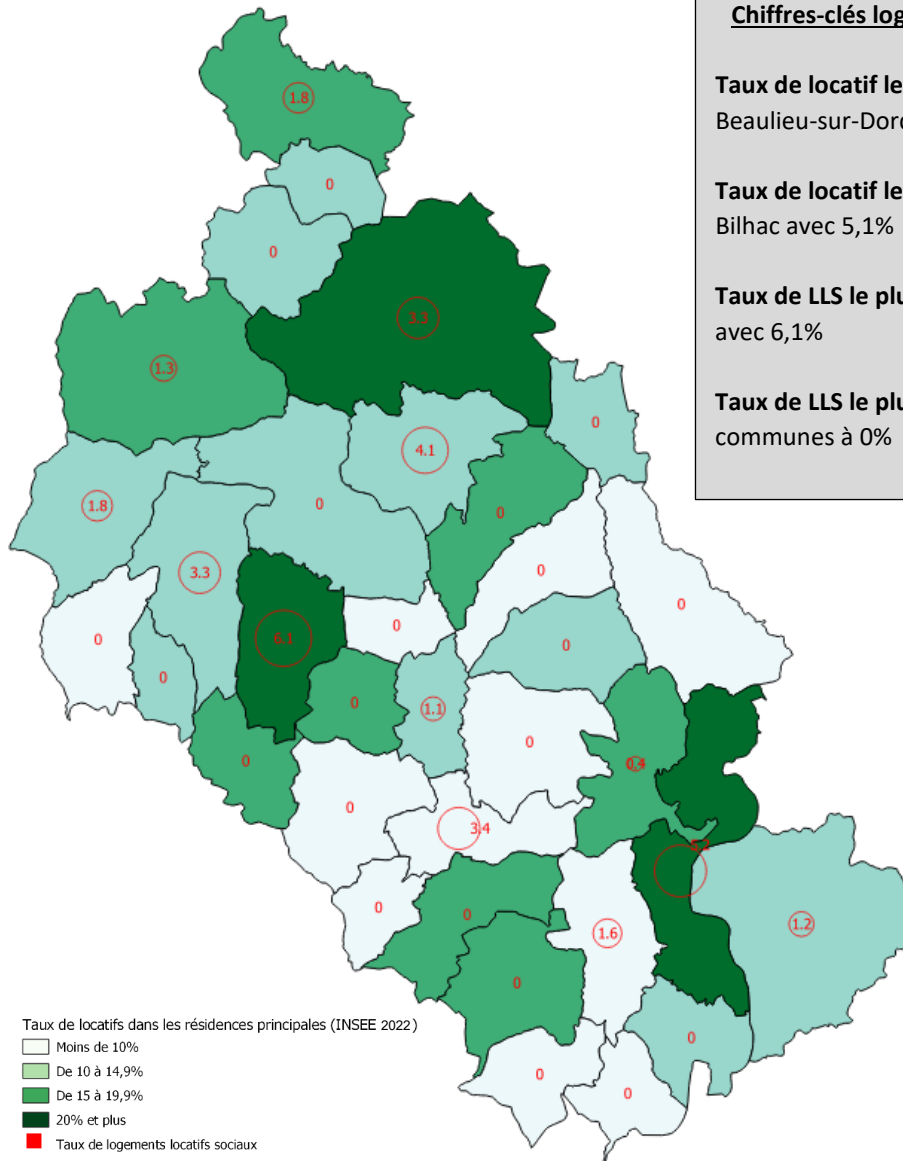 Chiffres-clés log
Taux de locatif le
Beaulieu-sur-Dord
Taux de locatif le
Bilhac avec 5,1%
Taux de LLS le plu
avec 6,1%
Taux de LLS le plu
communes à 0%
1.8
0
0
3.3
1.3
0
4.1
0
0
1.8
3.3
0
0
0
0
6.1
0
0
0
1.1
0
0
0.4
0
0
3.4
0
0
1.6
1.2
0
0
0
0
Taux de locatifs dans les résidences principales (INSEE 2022)
Moins de 10%
De 10 à 14,9%
De 15 à 19,9%
20% et plus
Taux de logements locatifs sociaux